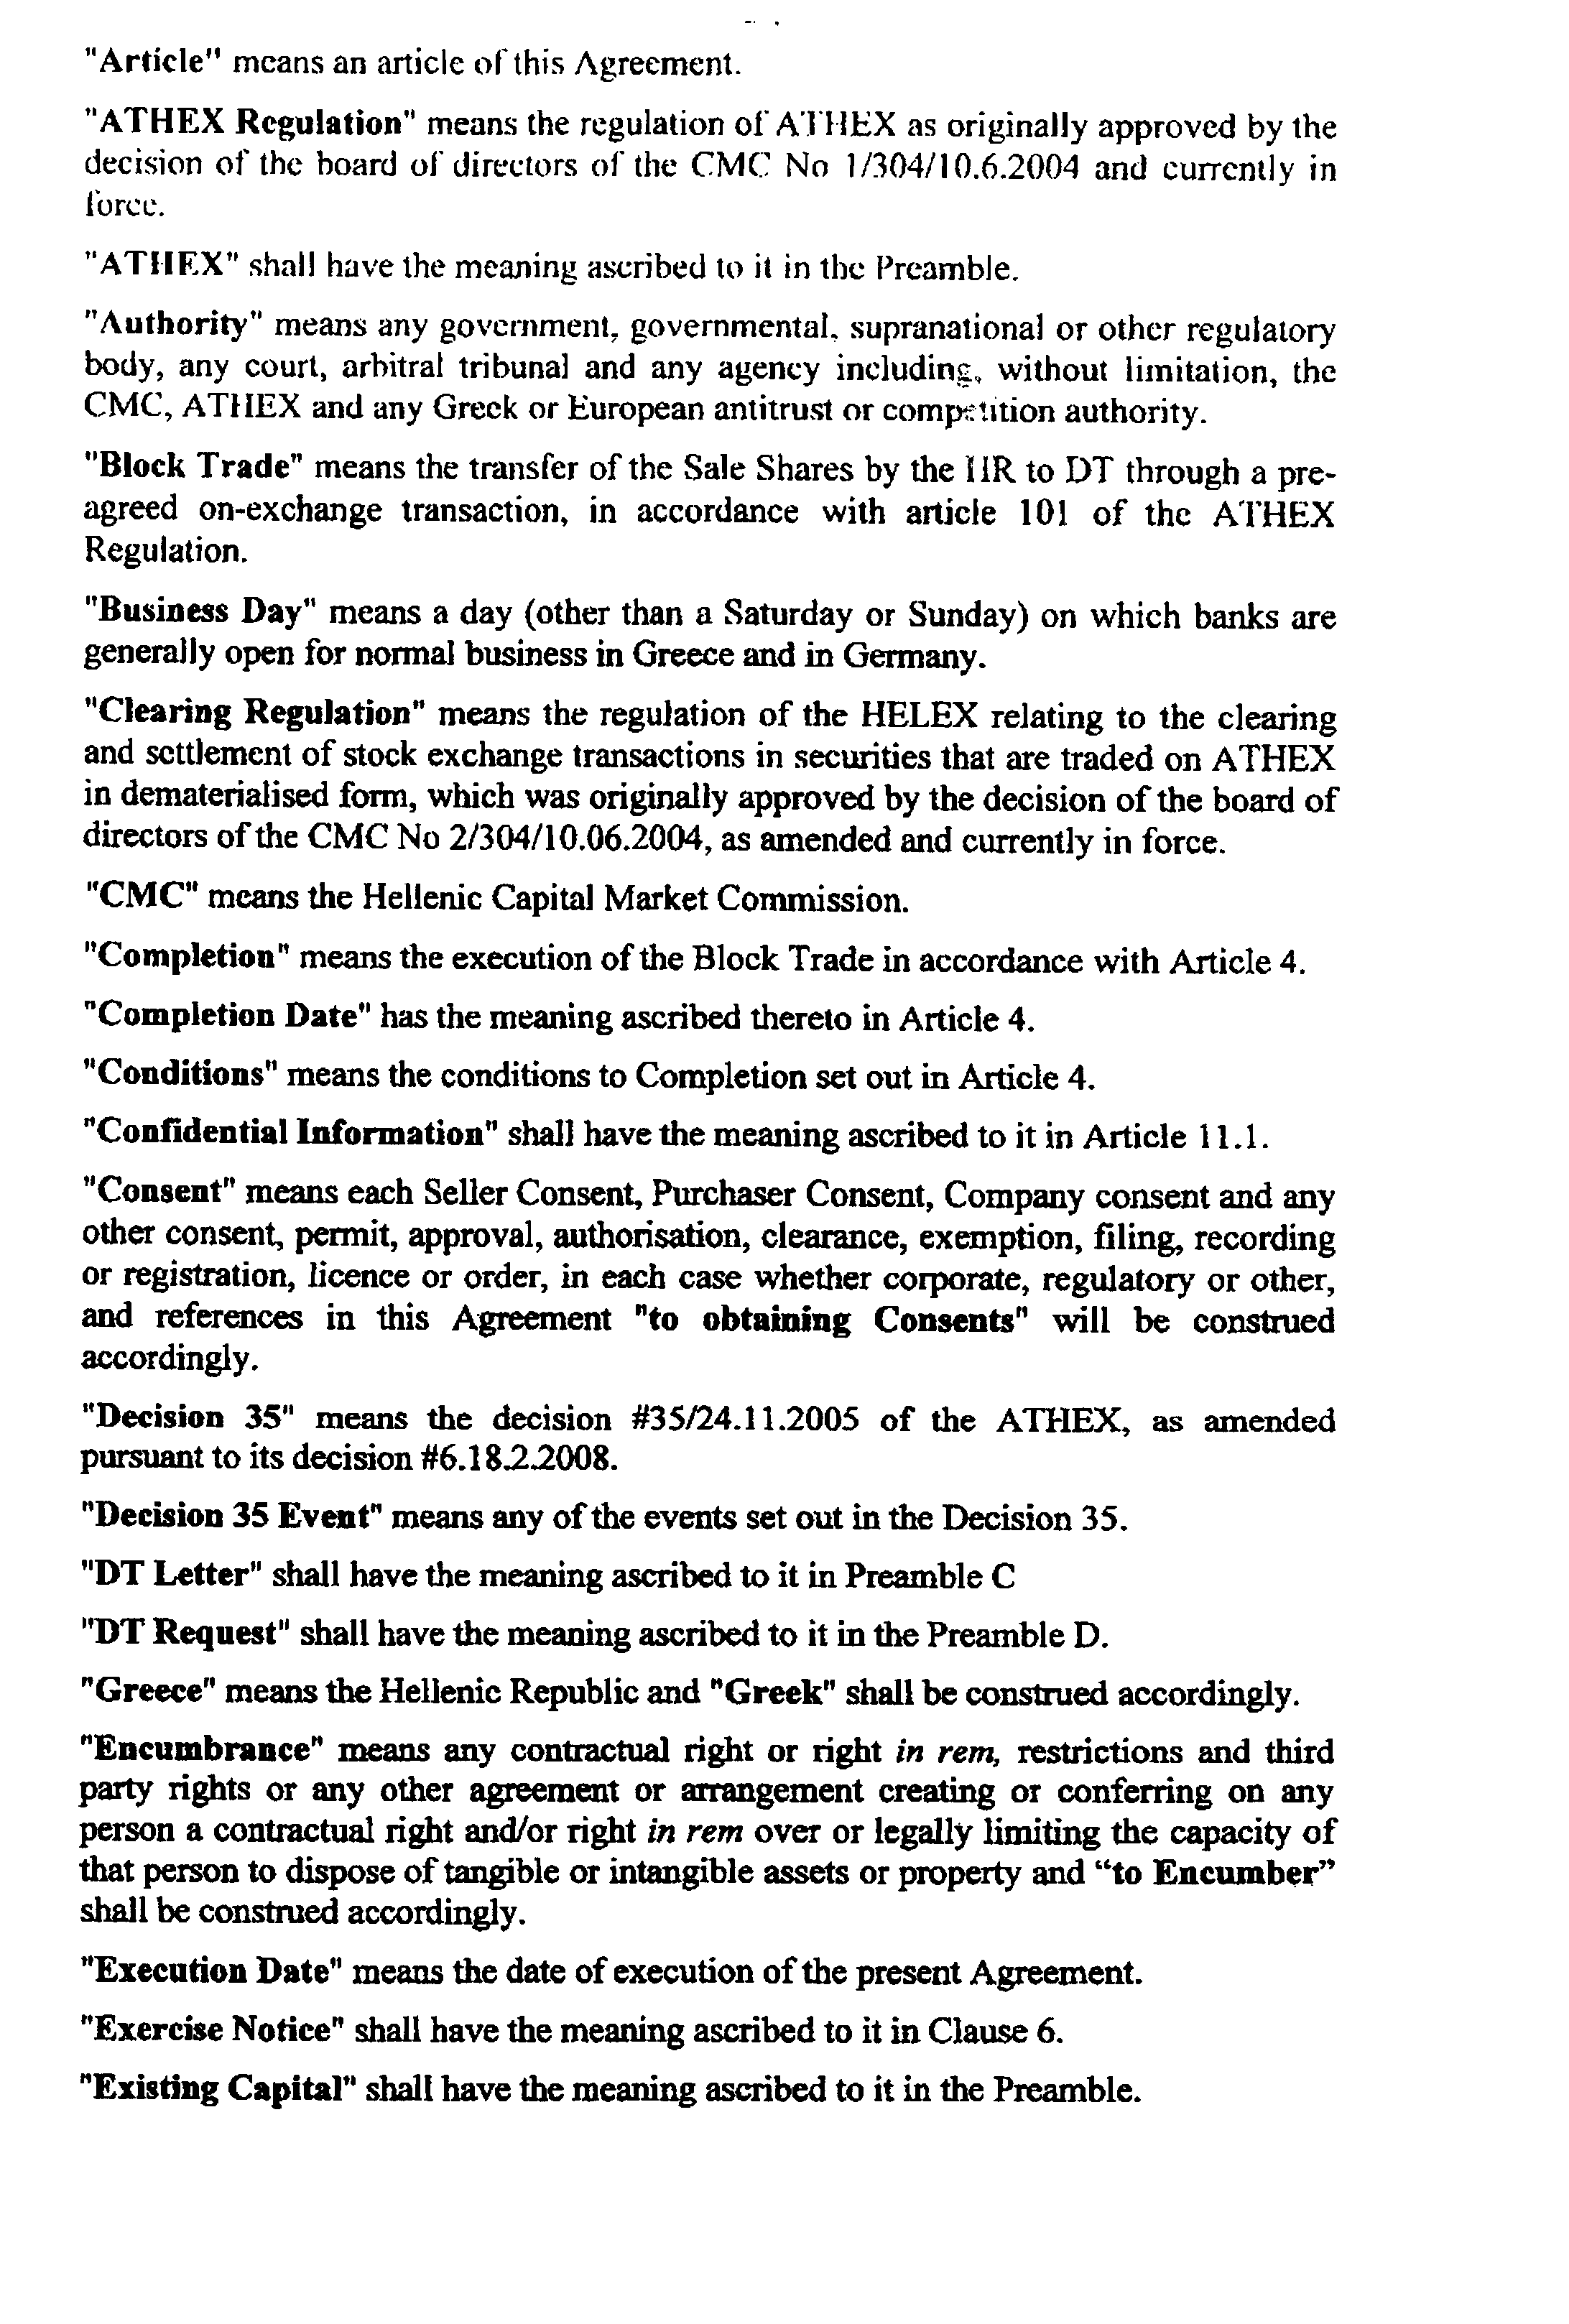 "Article" means an article of this Agreement.
"ATHEX Regulation" means the regulation of ATHEX as originally approved by the
decision of the board of directors of the CMC No 1/304/10.6.2004 and currently in
force.
"ATHEX" shall have the meaning ascribed to it in the Preamble.
"Authority" means any government, governmental, supranational or other regulatory
body, any court, arbitral tribunal and any agency including, without limitation, the
CMC, ATHEX and any Greek or European antitrust or competition authority.
"Block Trade" means the transfer of the Sale Shares by the HR to DT through a pre-
agreed on-exchange transaction, in accordance with article 101 of the ATHEX
Regulation.
"Business Day" means a day (other than a Saturday or Sunday) on which banks are
generally open for normal business in Greece and in Germany.
"Clearing Regulation" means the regulation of the HELEX relating to the clearing
and settlement of stock exchange transactions in securities that are traded on ATHEX
in dematerialised form, which was originally approved by the decision of the board of
directors of the CMC No 2/304/10.06.2004, as amended and currently in force.
"CMC" means the Hellenic Capital Market Commission.
"Completion" means the execution of the Block Trade in accordance with Article 4.
"Completion Date" has the meaning ascribed thereto in Article 4.
"Conditions" means the conditions to Completion set out in Article 4.
"Confidential Information" shall have the meaning ascribed to it in Article 11.1.
"Consent" means each Seller Consent, Purchaser Consent, Company consent and any
other consent, permit, approval, authorisation, clearance, exemption, filing, recording
or registration, licence or order, in each case whether corporate, regulatory or other,
and references in this Agreement "to obtaining Consents" will be construed
accordingly.
"Decision 35" means the decision #35/24.11.2005 of the ATHEX, as amended
pursuant to its decision #6.18.2.2008.
"Decision 35 Event" means any of the events set out in the Decision 35.
"DT Letter" shall have the meaning ascribed to it in Preamble C
"DT Request" shall have the meaning ascribed to it in the Preamble D.
"Greece" means the Hellenic Republic and "Greek" shall be construed accordingly.
"Encumbrance" means any contractual right or right in rem, restrictions and third
party rights or any other agreement or arrangement creating or conferring on any
person a contractual right and/or right in rem over or legally limiting the capacity of
that person to dispose of tangible or intangible assets or property and “to Encumber”
shall be construed accordingly.
"Execution Date" means the date of execution of the present Agreement.
"Exercise Notice" shall have the meaning ascribed to it in Clause 6.
"Existing Capital" shall have the meaning ascribed to it in the Preamble.